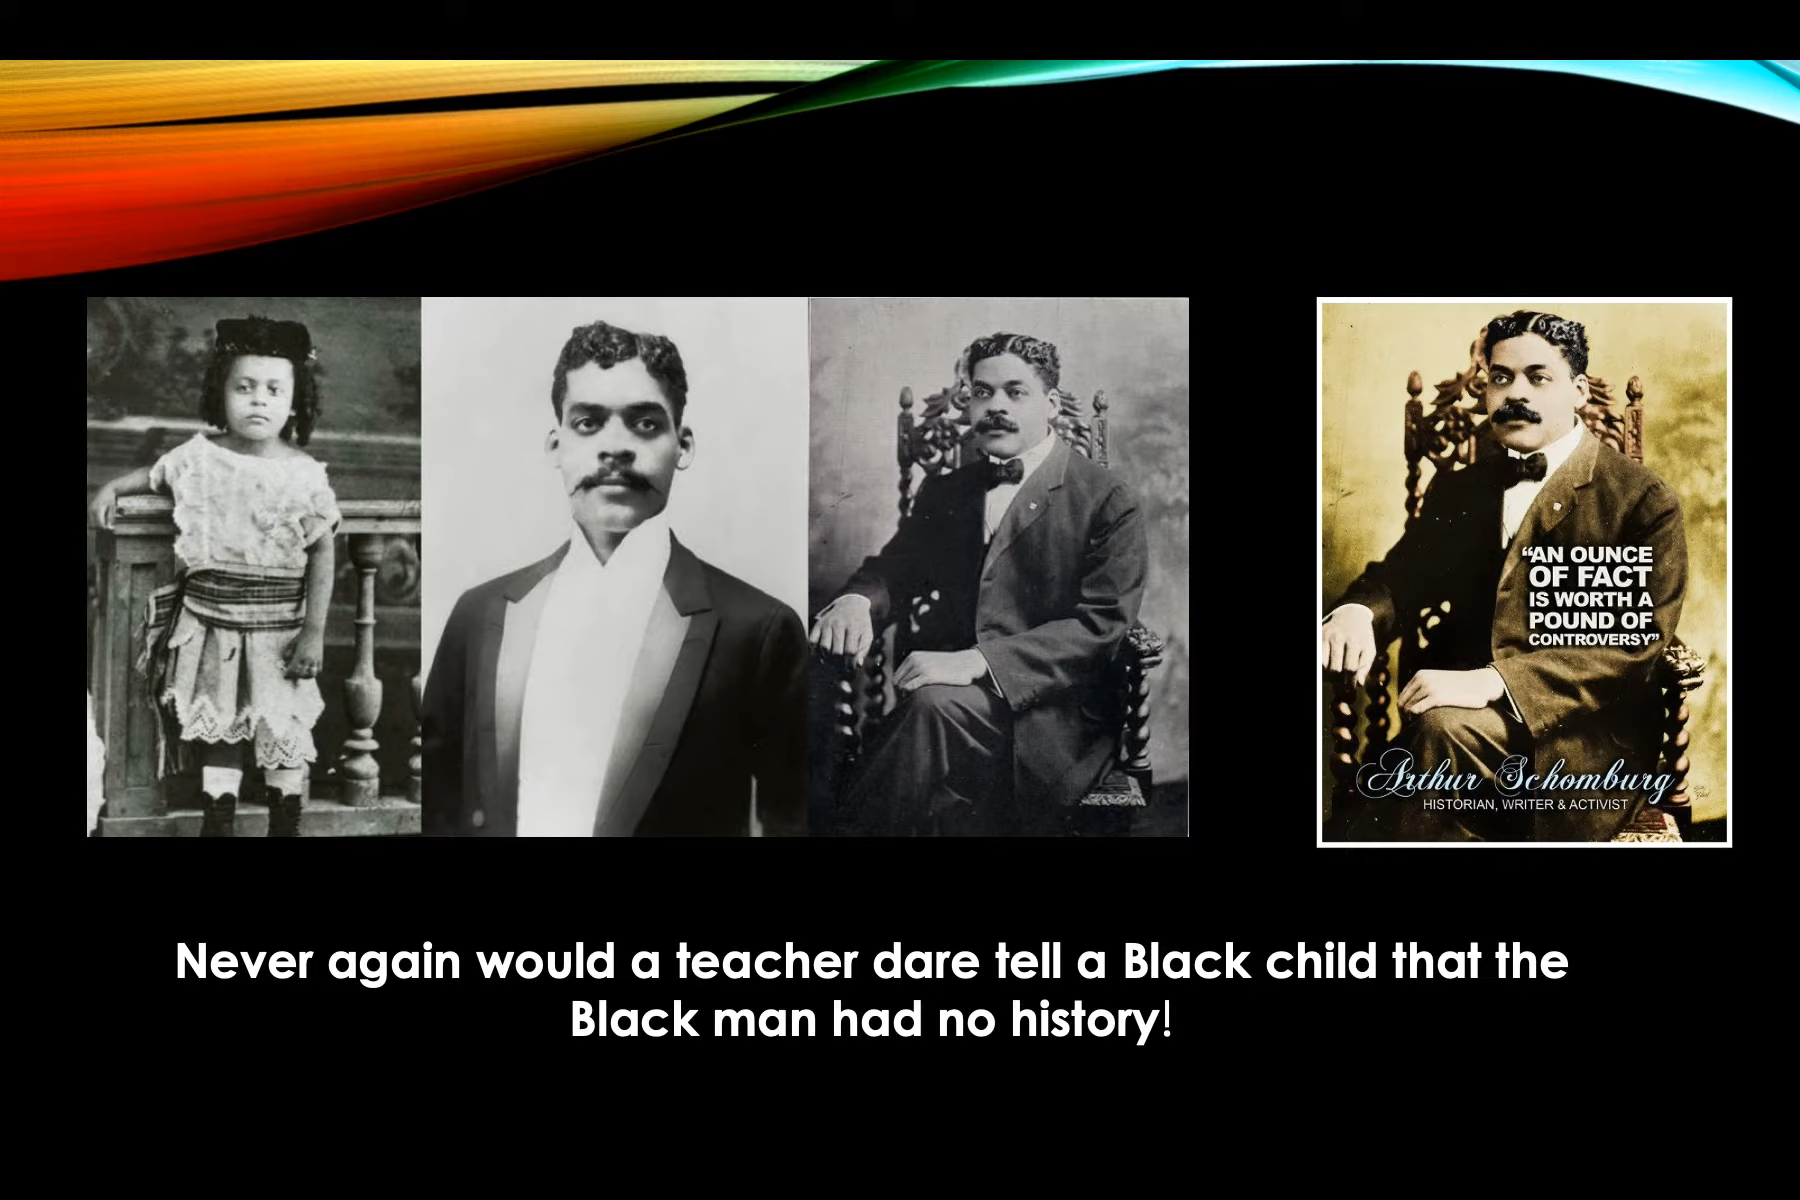 “AN OUNCE
OF FACT
IS WORTH A
POUND OF
CONTROVERSY”
Arthur Schomburg
HISTORIAN, WRITER & ACTIVIST
Never again would a teacher dare tell a Black child that the
Black man had no history!